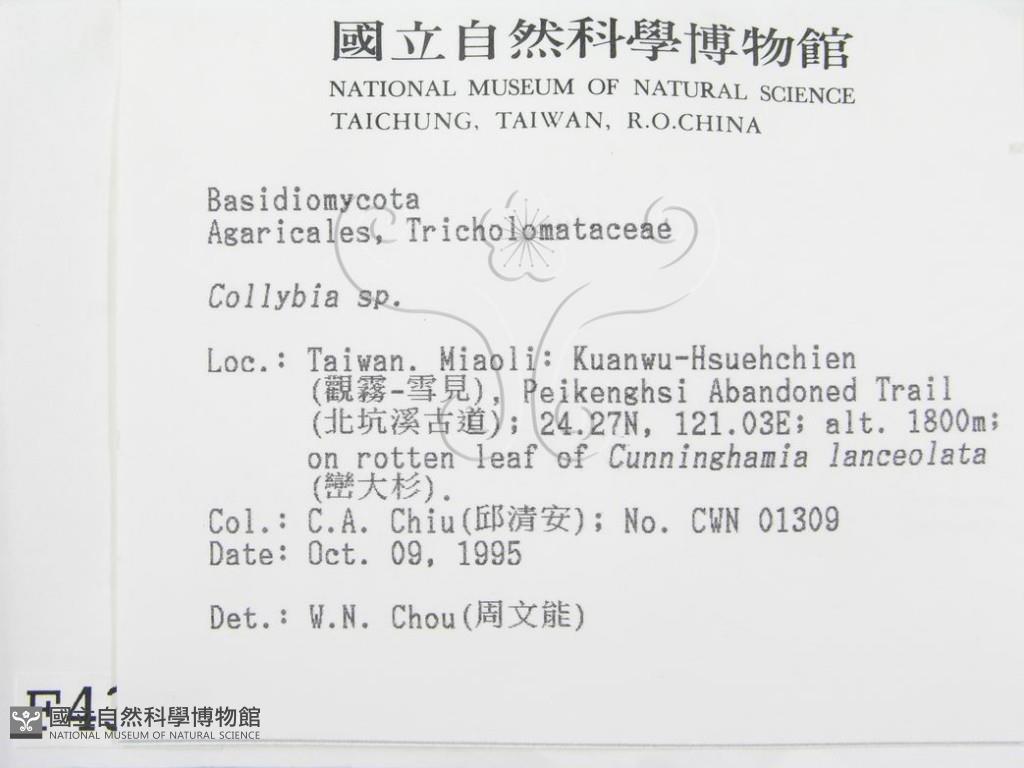 國立自然科學博物館
NATIONAL MUSEUM OF NATURAL SCIENCE
TAICHUNG, TAIWAN, R.O.CHINA
Basidiomycota
Agaricales, Tricholomataceae
Collybia sp.
Loc.: Taiwan. Miaoli: Kuanwu-Hsuehchien
(觀霧-雪見), Peikenghsi Abandoned Trail
(北坑溪古道); 24.27N, 121.03E; alt. 1800m;
on rotten leaf of Cunninghamia lanceolata
(巒大杉).
Col.: C.A. Chiu(邱清安); No. CWN 01309
Date: Oct. 09, 1995
Det.: W.N. Chou(周文能)
國立自然科學博物館
NATIONAL MUSEUM OF NATURAL SCIENCE